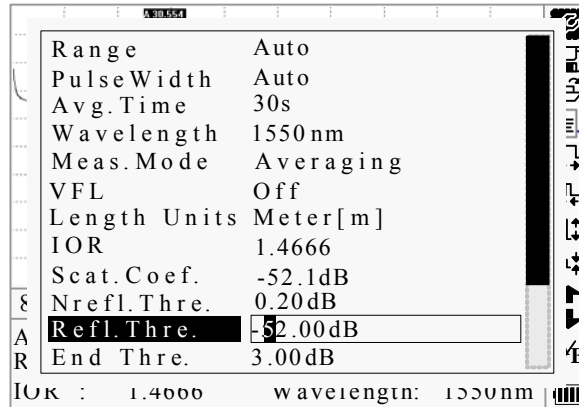 A 30.554
Range Auto
PulseWidth Auto
Avg.Time 30s
Wavelength 1550nm
Meas.Mode Averaging
VFL Off
Length Units Meter[m]
IOR 1.4666
Scat.Coef. -52.1dB
Nrefl.Thre. 0.20dB
Refl.Thre. -52.00dB
End Thre. 3.00dB
A
R
IOR : 1.4666 Wavelength: 1550nm